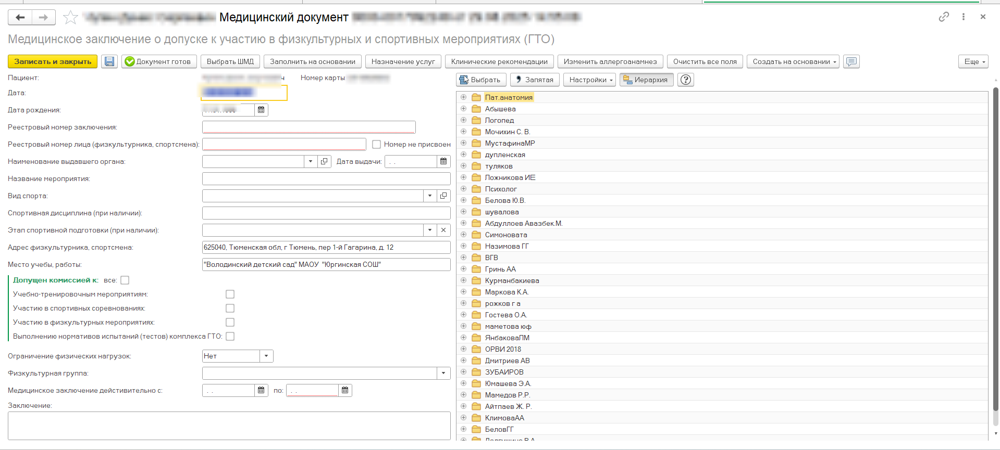 Медицинский документ
Медицинское заключение о допуске к участию в физкультурных и спортивных мероприятиях (ГТО)
Записать и закрыть Документ готов Выбрать ШМД Заполнить на основании Назначение услуг Клинические рекомендации Изменить аллергоанамнез Очистить все поля Создать на основании Еще
Пациент: Номер карты
Дата:
Дата рождения:
Реестровый номер заключения:
Реестровый номер лица (физкультурника, спортсмена): Номер не присвоен
Наименование выдавшего органа: Дата выдачи: . .
Название мероприятия:
Вид спорта:
Спортивная дисциплина (при наличии):
Этап спортивной подготовки (при наличии):
Адрес физкультурника, спортсмена: 625040, Тюменская обл, г Тюмень, пер 1-й Гагарина, д. 12
Место учебы, работы: "Володинский детский сад" МАОУ "Юргинская СОШ"
Допущен комиссией к: все:
Учебно-тренировочным мероприятиям:
Участию в спортивных соревнованиях:
Участию в физкультурных мероприятиях:
Выполнению нормативов испытаний (тестов) комплекса ГТО:
Ограничение физических нагрузок: Нет
Физкультурная группа:
Медицинское заключение действительно с: . . по: . .
Заключение:
Выбрать Запятая Настройки Иерархия ?
Пат.анатомия
Абышева
Логопед
Мочихин С. В.
МустафинаМР
дупленская
туляков
Ложникова ИЕ
Психолог
Белова Ю.В.
шувалова
Абдуллоев Авазбек.М.
Симоновата
Назимова ГГ
ВГВ
Гринь АА
Курманбакиева
Маркова К.А.
рожков г а
Гостева О.А.
маметова юф
ЯнбаковаЛМ
ОРВИ 2018
Дмитриев АВ
ЗУБАИРОВ
Юмашева Э.А.
Мамедов Р.Р.
Айтпаев Ж. Р.
КлимоваАА
БеловГГ